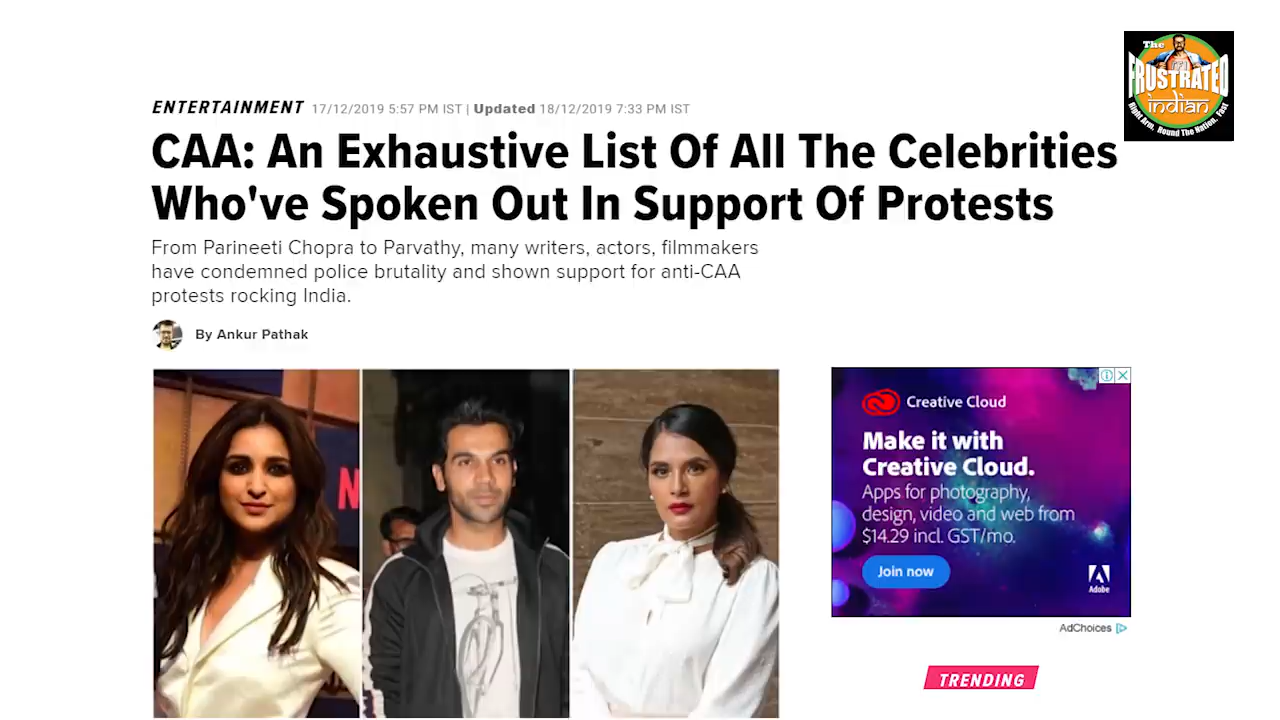 The
FRUSTRATED
indian
Right Arm. Round The Nation. Fast
ENTERTAINMENT 17/12/2019 5:57 PM IST | Updated 18/12/2019 7:33 PM IST
CAA: An Exhaustive List Of All The Celebrities
Who've Spoken Out In Support Of Protests
From Parineeti Chopra to Parvathy, many writers, actors, filmmakers
have condemned police brutality and shown support for anti-CAA
protests rocking India.
By Ankur Pathak
N
Creative Cloud
Make it with
Creative Cloud.
Apps for photography,
design, video and web from
$14.29 incl. GST/mo.
Join now
Adobe
AdChoices
TRENDING